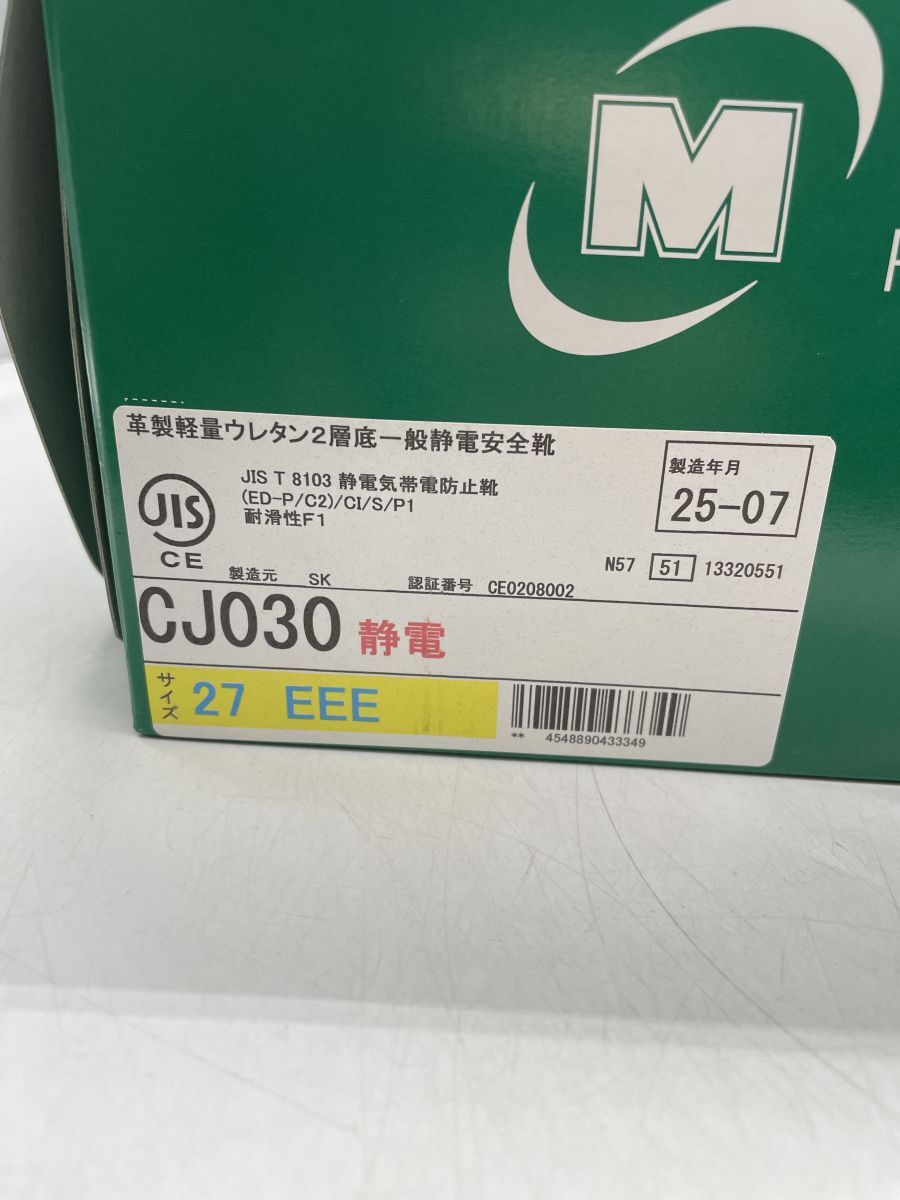 M
革製軽量ウレタン2層底一般静電安全靴
JIS
CE
JIS T 8103 静電気帯電防止靴
(ED-P/C2)/CI/S/P1
耐滑性F1
製造年月
25-07
N57 51 13320551
製造元 SK 認証番号 CE0208002
CJ030 静電
サイズ 27 EEE
** 4548890433349